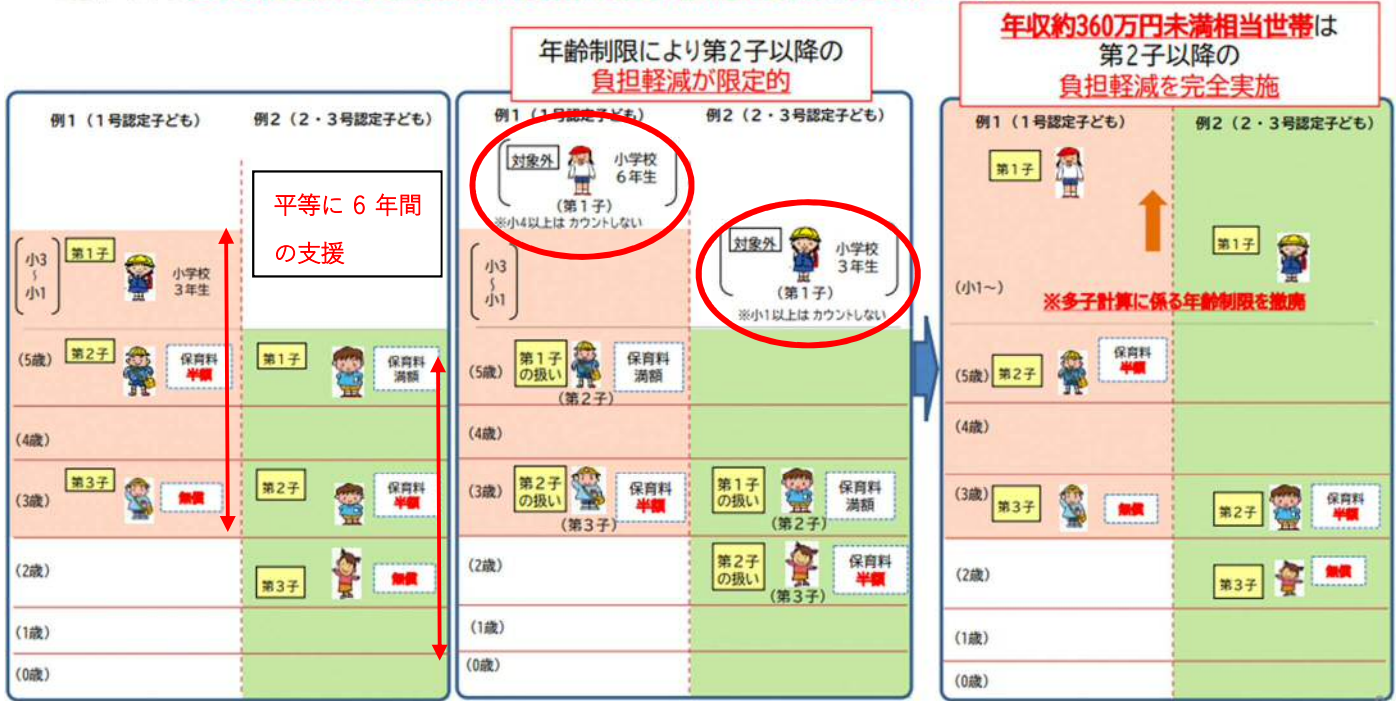 年齢制限により第2子以降の
負担軽減が限定的
年収約360万円未満相当世帯は
第2子以降の
負担軽減を完全実施
例1（1号認定子ども）
例2（2・3号認定子ども）
平等に 6 年間
の支援
小3
～
小1
第1子
小学校
3年生
(5歳)
第2子
保育料
半額
第1子
保育料
満額
(4歳)
(3歳)
第3子
無償
第2子
保育料
半額
(2歳)
第3子
無償
(1歳)
(0歳)
例1（1号認定子ども）
例2（2・3号認定子ども）
対象外
小学校
6年生
(第1子)
※小4以上は カウントしない
対象外
小学校
3年生
(第1子)
※小1以上は カウントしない
小3
～
小1
(5歳)
第1子
の扱い
保育料
満額
(第2子)
(4歳)
(3歳)
第2子
の扱い
保育料
半額
(第3子)
第1子
の扱い
保育料
満額
(第2子)
(2歳)
第2子
の扱い
保育料
半額
(第3子)
(1歳)
(0歳)
例1（1号認定子ども）
例2（2・3号認定子ども）
第1子
第1子
(小1～)
※多子計算に係る年齢制限を撤廃
(5歳)
第2子
保育料
半額
(4歳)
(3歳)
第3子
無償
第2子
保育料
半額
(2歳)
第3子
無償
(1歳)
(0歳)